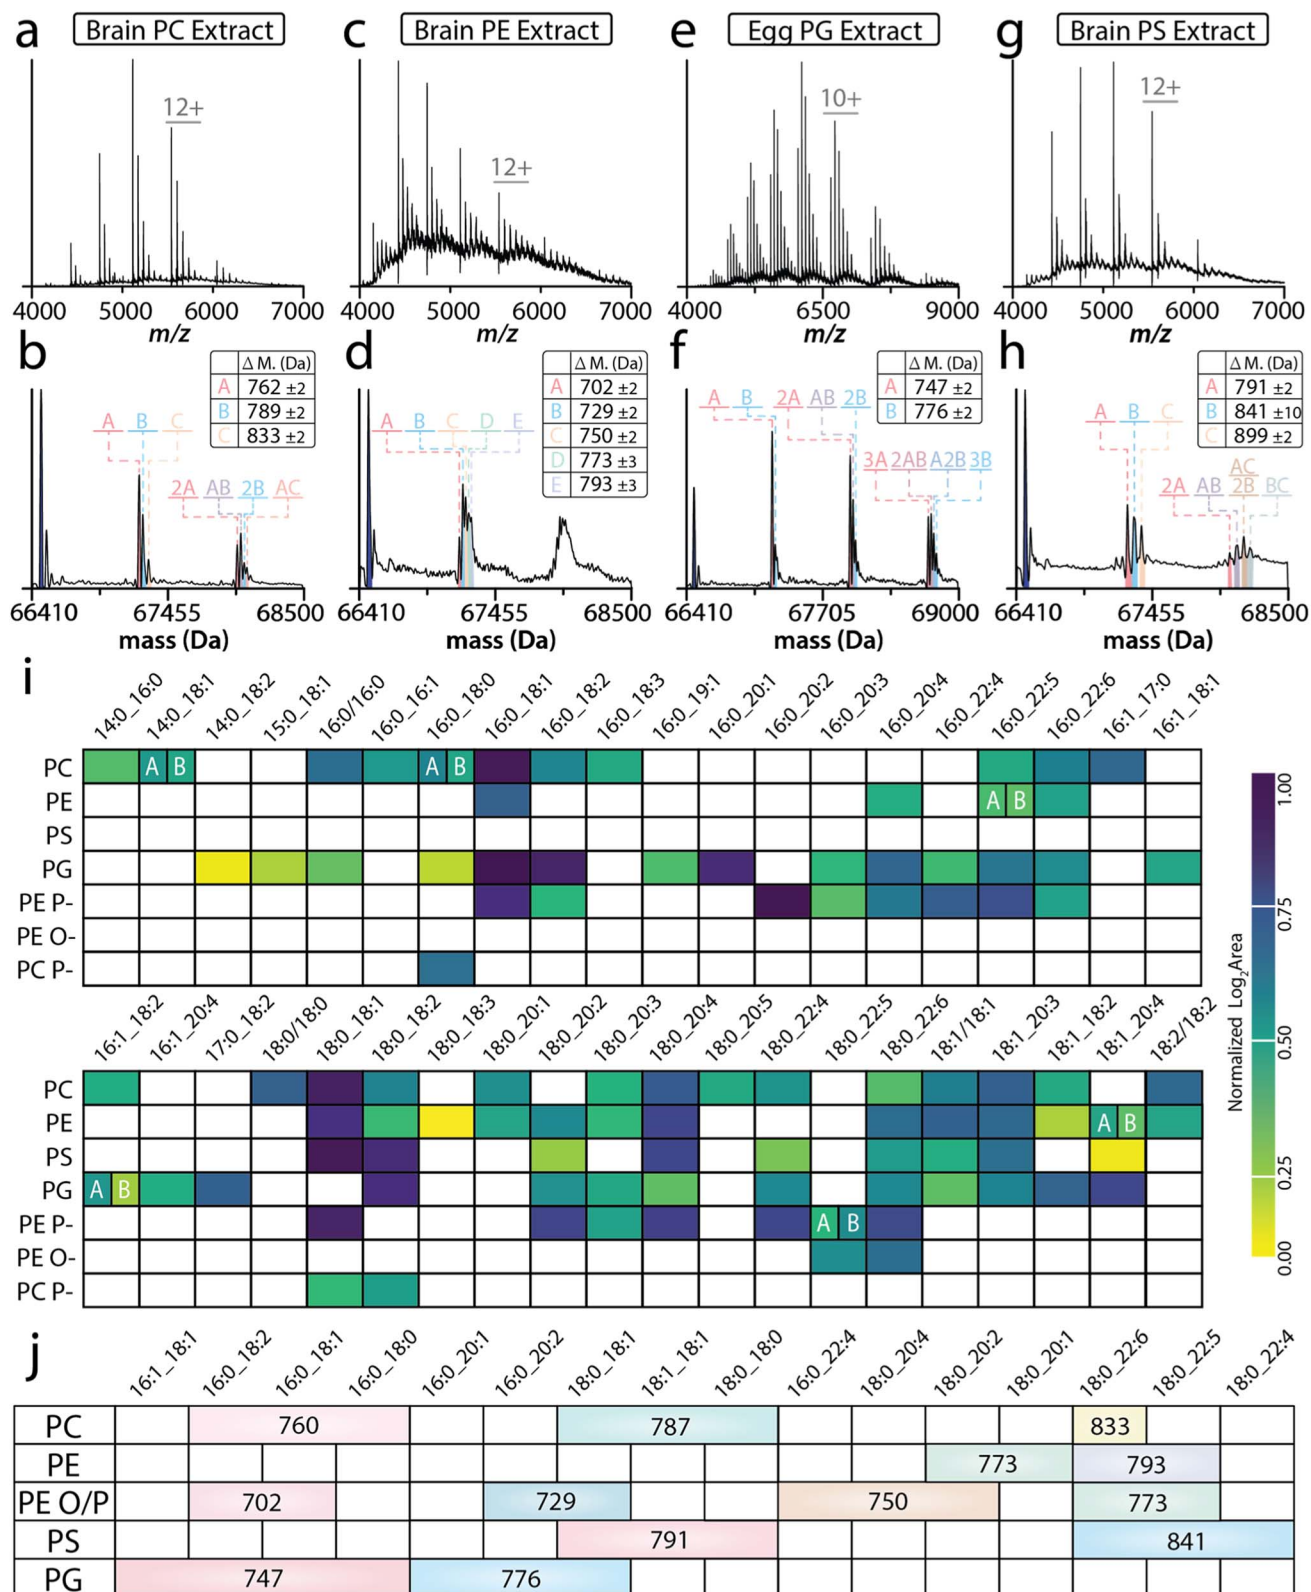 a Brain PC Extract c Brain PE Extract e Egg PG Extract g Brain PS Extract
12+ 12+ 10+ 12+
4000 5000 6000 7000 4000 5000 6000 7000 4000 6500 9000 4000 5000 6000 7000
m/z m/z m/z m/z
b
Δ M. (Da)
A 762 ±2
B 789 ±2
C 833 ±2
A B C
2A AB 2B AC
66410 67455 68500
mass (Da)
d
Δ M. (Da)
A 702 ±2
B 729 ±2
C 750 ±2
D 773 ±3
E 793 ±3
A B C D E
66410 67455 68500
mass (Da)
f
Δ M. (Da)
A 747 ±2
B 776 ±2
A B 2A AB 2B
3A 2AB A2B 3B
66410 67705 69000
mass (Da)
h
Δ M. (Da)
A 791 ±2
B 841 ±10
C 899 ±2
A B C
AC
2A AB 2B BC
66410 67455 68500
mass (Da)
i
14:0_16:0 14:0_18:1 14:0_18:2 15:0_18:1 16:0/16:0 16:0_16:1 16:0_18:0 16:0_18:1 16:0_18:2 16:0_18:3 16:0_19:1 16:0_20:1 16:0_20:2 16:0_20:3 16:0_20:4 16:0_22:4 16:0_22:5 16:0_22:6 16:1_17:0 16:1_18:1
PC A B A B
PE A B
PS
PG
PE P-
PE O-
PC P-
16:1_18:2 16:1_20:4 17:0_18:2 18:0/18:0 18:0_18:1 18:0_18:2 18:0_18:3 18:0_20:1 18:0_20:2 18:0_20:3 18:0_20:4 18:0_20:5 18:0_22:4 18:0_22:5 18:0_22:6 18:1/18:1 18:1_20:3 18:1_18:2 18:1_20:4 18:2/18:2
PC
PE A B
PS
PG A B
PE P- A B
PE O-
PC P-
Normalized Log2Area
1.00
0.75
0.50
0.25
0.00
j
16:1_18:1 16:0_18:2 16:0_18:1 16:0_18:0 16:0_20:1 16:0_20:2 18:0_18:1 18:1_18:1 18:0_18:0 16:0_22:4 18:0_20:4 18:0_20:2 18:0_20:1 18:0_22:6 18:0_22:5 18:0_22:4
PC 760 787 833
PE 773 793
PE O/P 702 729 750 773
PS 791 841
PG 747 776